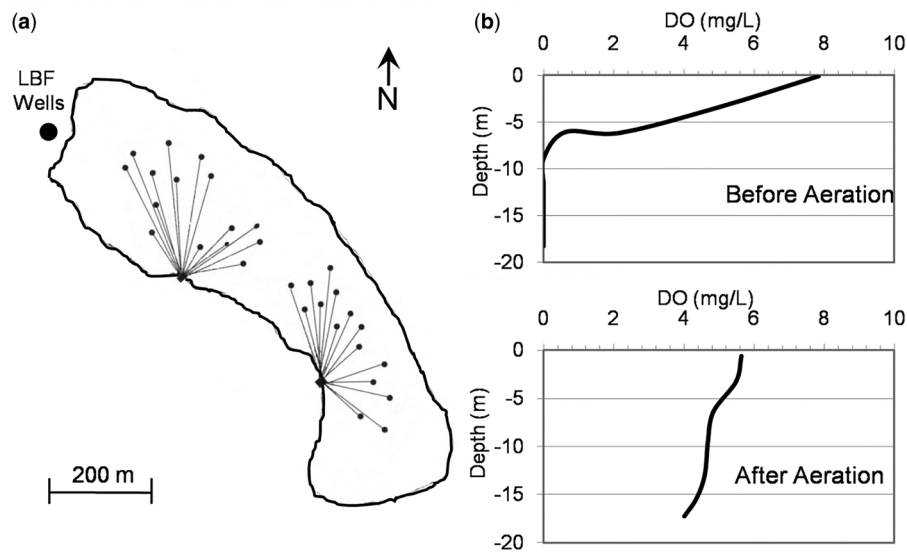 (a)
LBF
Wells
N
200 m
(b)
DO (mg/L)
0 2 4 6 8 10
0
-5
-10
-15
-20
Depth (m)
Before Aeration
DO (mg/L)
0 2 4 6 8 10
0
-5
-10
-15
-20
Depth (m)
After Aeration